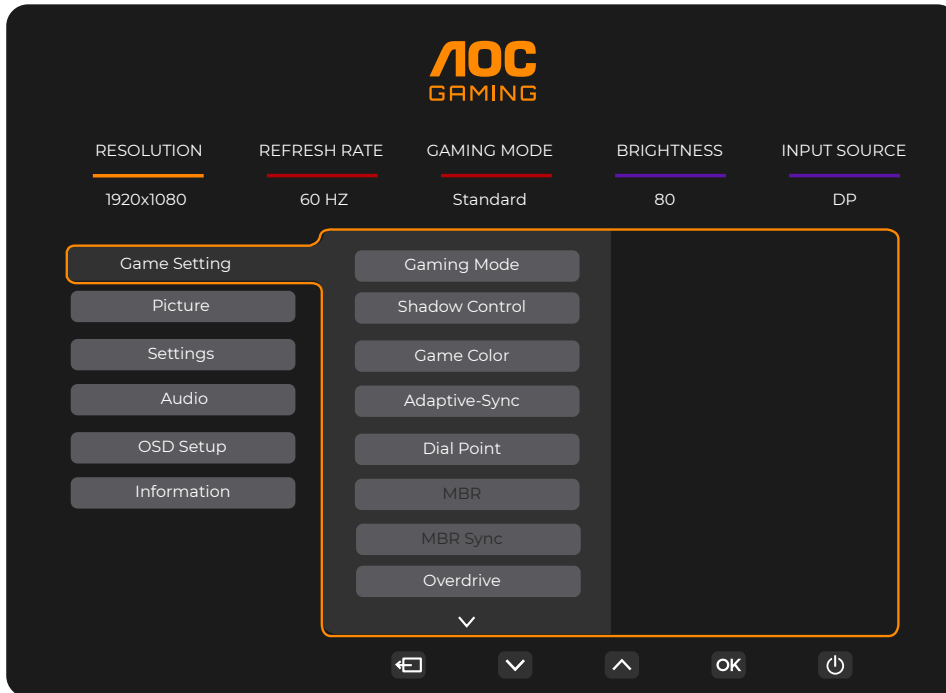 AOC
GAMING
RESOLUTION REFRESH RATE GAMING MODE BRIGHTNESS INPUT SOURCE
1920x1080 60 HZ Standard 80 DP
Game Setting Gaming Mode
Picture Shadow Control
Settings Game Color
Audio Adaptive-Sync
OSD Setup Dial Point
Information MBR
MBR Sync
Overdrive
OK